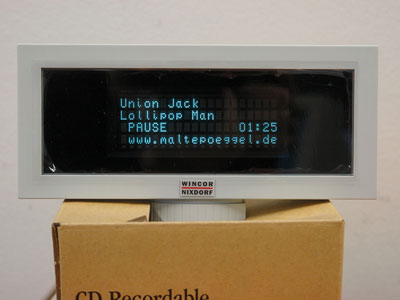 Union Jack
Lollipop Man
PAUSE 01:25
www.maltepoeggel.de
WINCOR
NIXDORF
CD Recordable